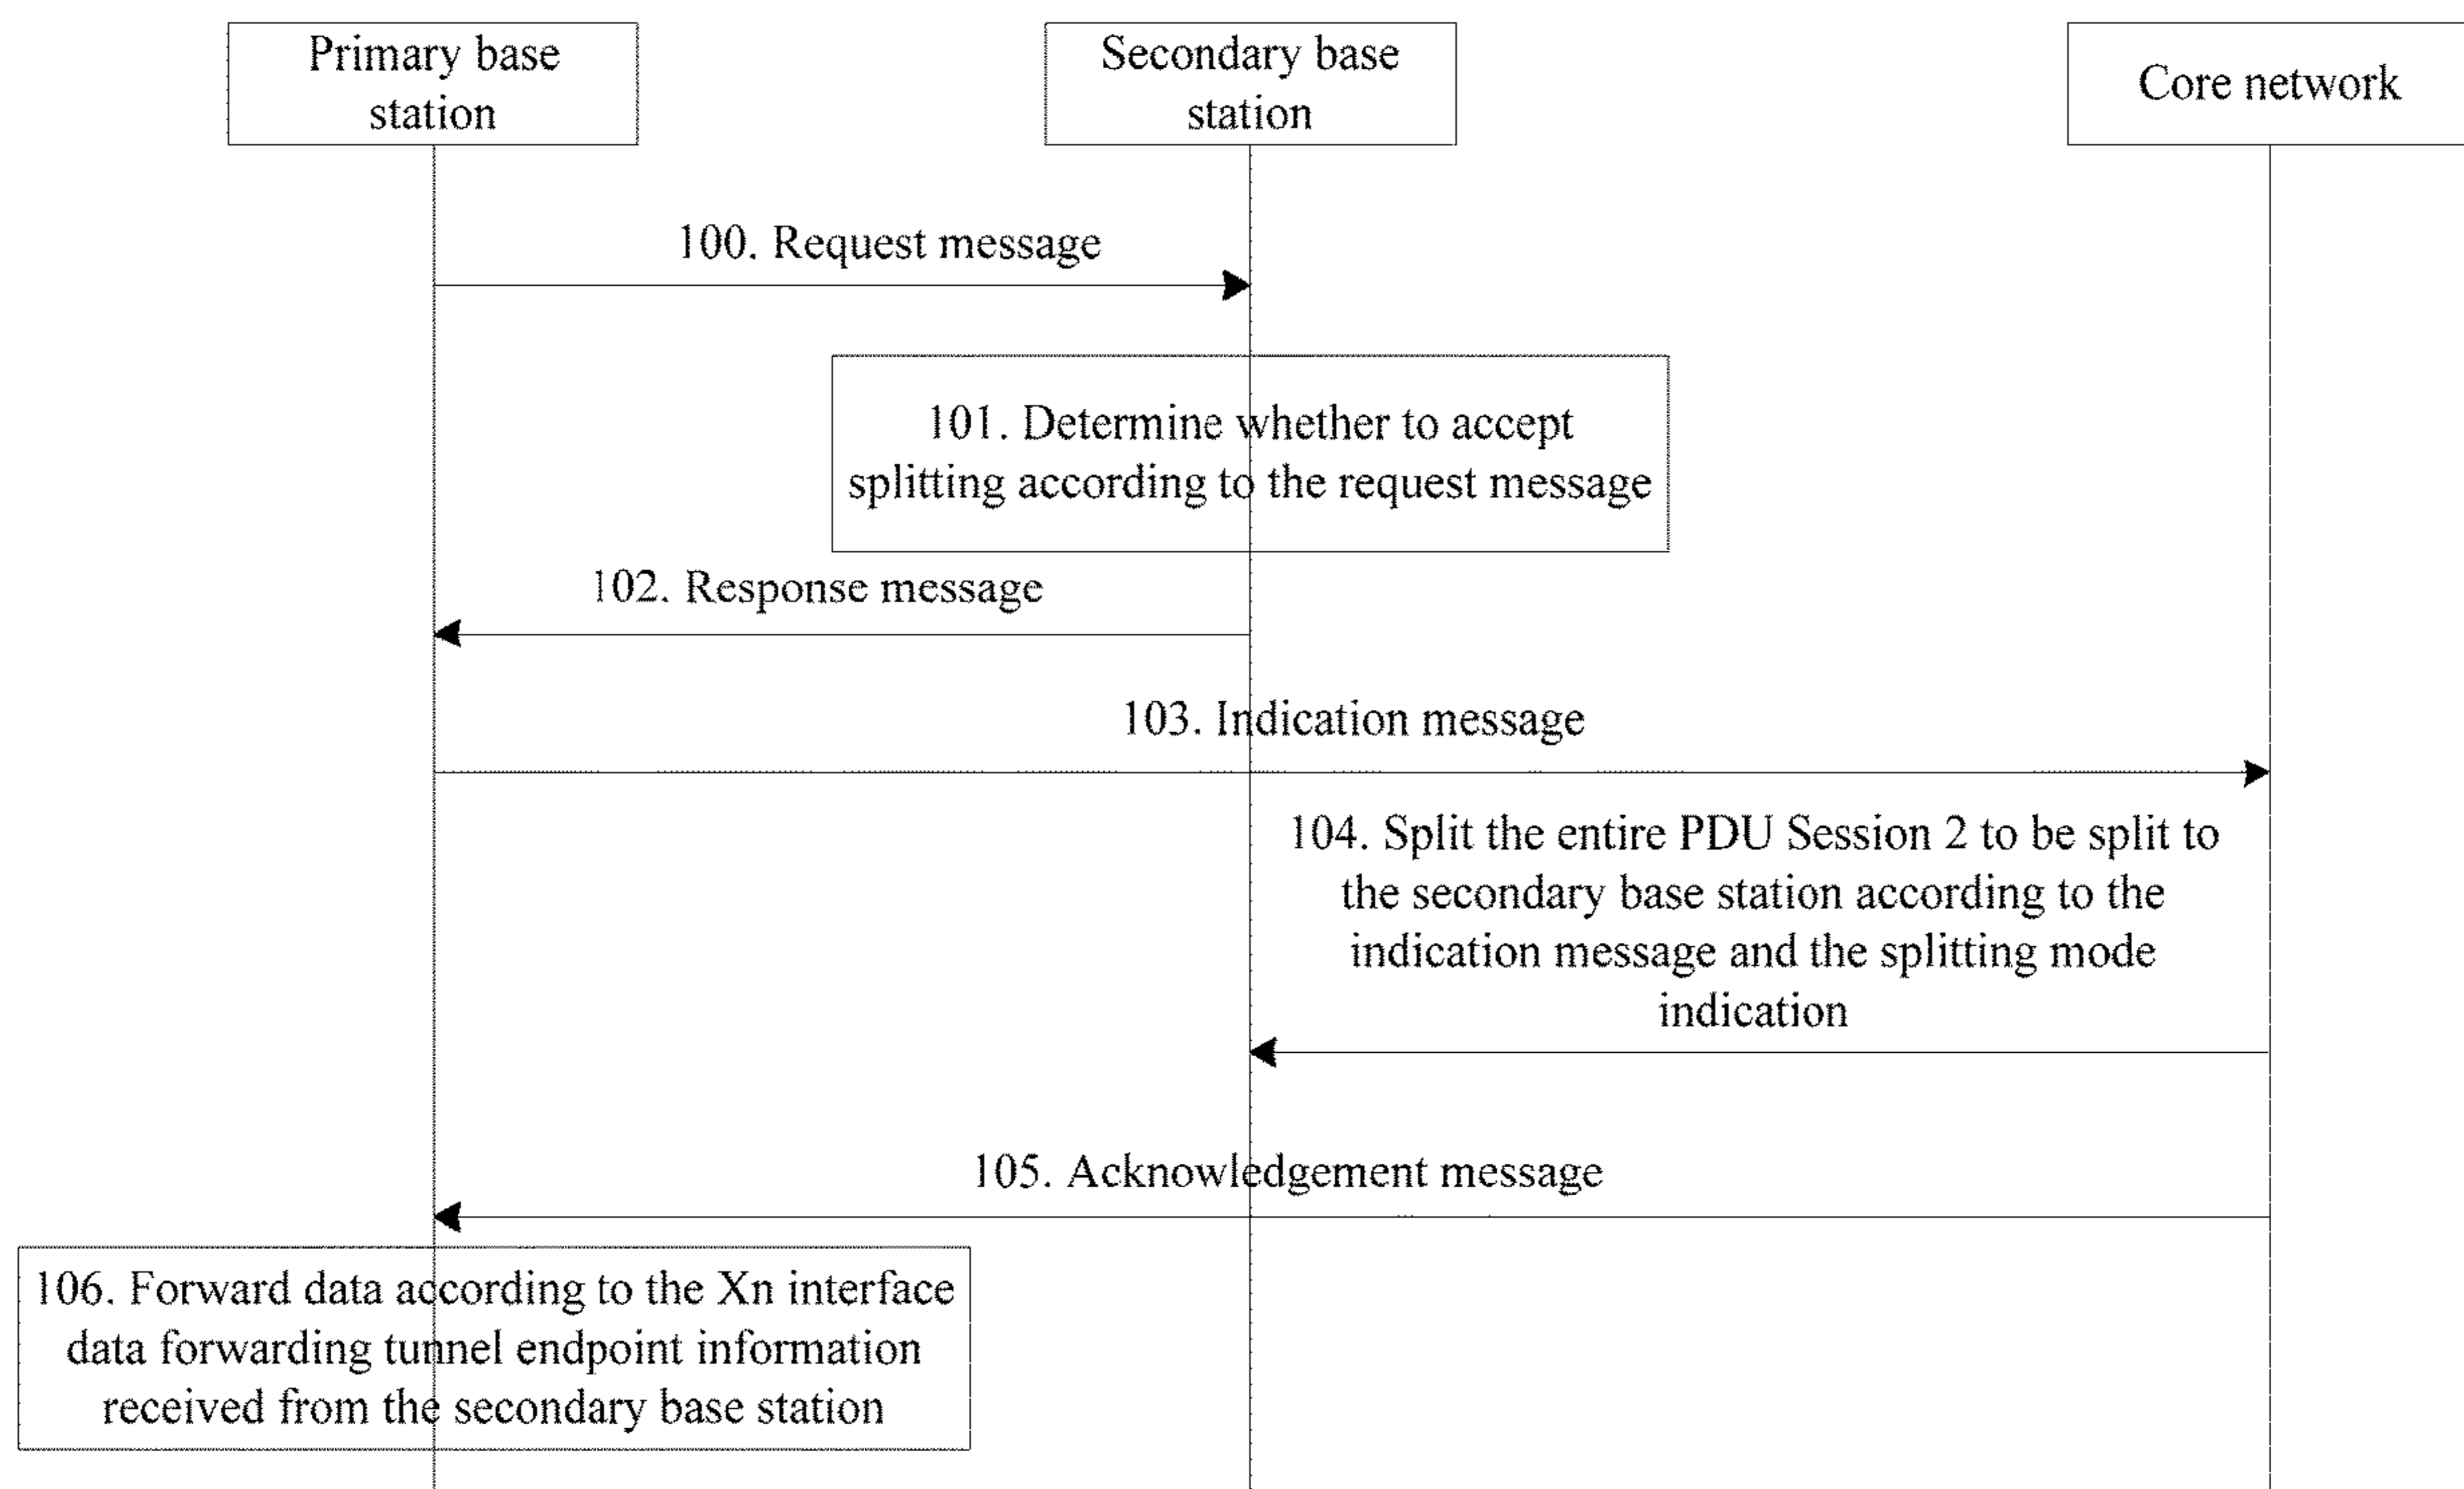 Primary base
station
Secondary base
station
Core network
100. Request message
101. Determine whether to accept
splitting according to the request message
102. Response message
103. Indication message
104. Split the entire PDU Session 2 to be split to
the secondary base station according to the
indication message and the splitting mode
indication
105. Acknowledgement message
106. Forward data according to the Xn interface
data forwarding tunnel endpoint information
received from the secondary base station